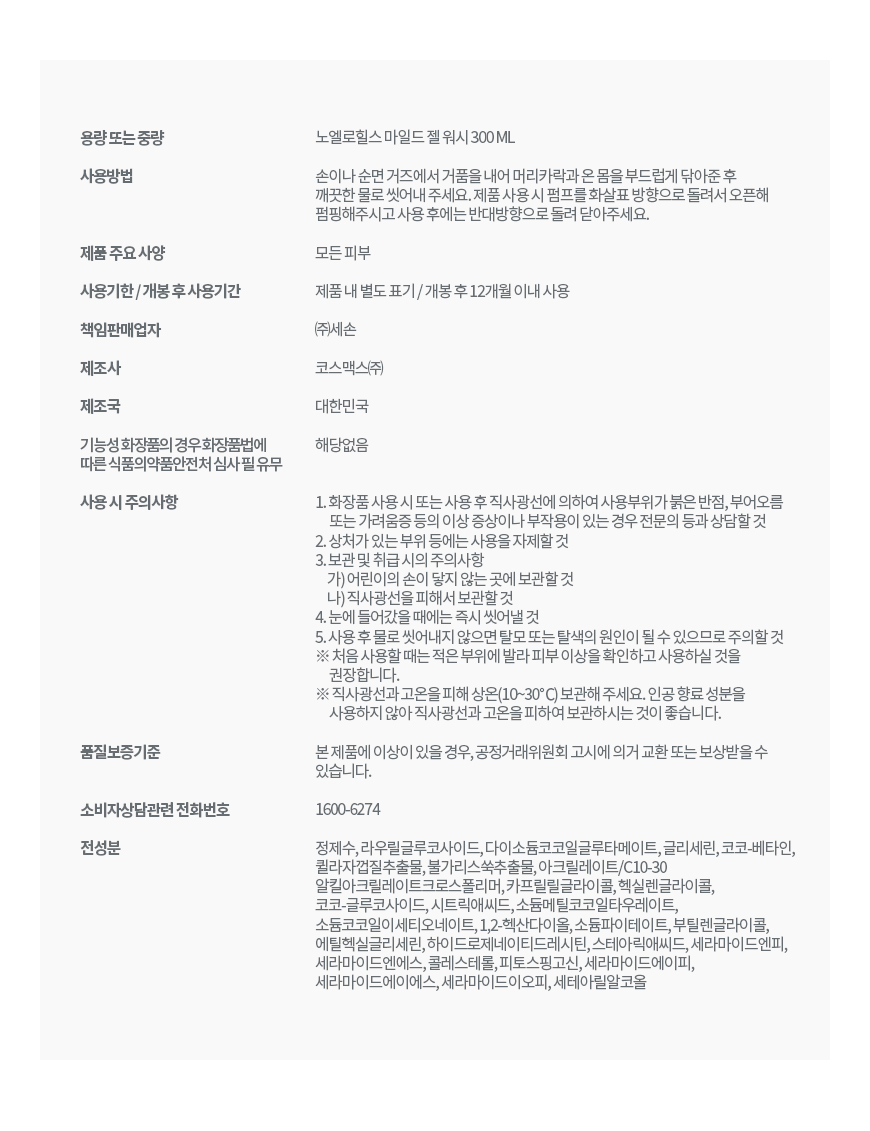 용량 또는 중량
노엘로힐스 마일드 젤 워시 300 ML
사용방법
손이나 순면 거즈에서 거품을 내어 머리카락과 온 몸을 부드럽게 닦아준 후
깨끗한 물로 씻어내 주세요. 제품 사용 시 펌프를 화살표 방향으로 돌려서 오픈해
펌핑해주시고 사용 후에는 반대방향으로 돌려 닫아주세요.
제품 주요 사양
모든 피부
사용기한 / 개봉 후 사용기간
제품 내 별도 표기 / 개봉 후 12개월 이내 사용
책임판매업자
㈜세손
제조사
코스맥스㈜
제조국
대한민국
기능성 화장품의 경우 화장품법에
따른 식품의약품안전처 심사 필 유무
해당없음
사용 시 주의사항
1. 화장품 사용 시 또는 사용 후 직사광선에 의하여 사용부위가 붉은 반점, 부어오름
또는 가려움증 등의 이상 증상이나 부작용이 있는 경우 전문의 등과 상담할 것
2. 상처가 있는 부위 등에는 사용을 자제할 것
3. 보관 및 취급 시의 주의사항
가) 어린이의 손이 닿지 않는 곳에 보관할 것
나) 직사광선을 피해서 보관할 것
4. 눈에 들어갔을 때에는 즉시 씻어낼 것
5. 사용 후 물로 씻어내지 않으면 탈모 또는 탈색의 원인이 될 수 있으므로 주의할 것
※ 처음 사용할 때는 적은 부위에 발라 피부 이상을 확인하고 사용하실 것을
권장합니다.
※ 직사광선과 고온을 피해 상온(10~30°C) 보관해 주세요. 인공 향료 성분을
사용하지 않아 직사광선과 고온을 피하여 보관하시는 것이 좋습니다.
품질보증기준
본 제품에 이상이 있을 경우, 공정거래위원회 고시에 의거 교환 또는 보상받을 수
있습니다.
소비자상담관련 전화번호
1600-6274
전성분
정제수, 라우릴글루코사이드, 다이소듐코코일글루타메이트, 글리세린, 코코-베타인,
퀼라자껍질추출물, 불가리스쑥추출물, 아크릴레이트/C10-30
알킬아크릴레이트크로스폴리머, 카프릴릴글라이콜, 헥실렌글라이콜,
코코-글루코사이드, 시트릭애씨드, 소듐메틸코코일타우레이트,
소듐코코일이세티오네이트, 1,2-헥산다이올, 소듐파이테이트, 부틸렌글라이콜,
에틸헥실글리세린, 하이드로제네이티드레시틴, 스테아릭애씨드, 세라마이드엔피,
세라마이드엔에스, 콜레스테롤, 피토스핑고신, 세라마이드에이피,
세라마이드에이에스, 세라마이드이오피, 세테아릴알코올